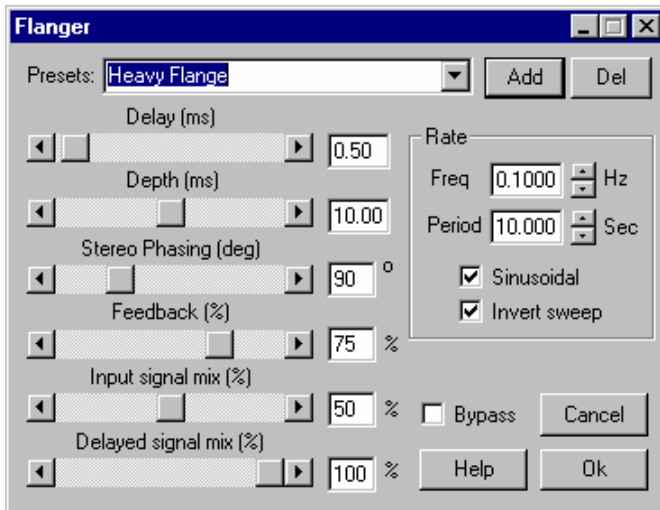 Flanger
Presets: Heavy Flange Add Del
Delay (ms)
0.50
Depth (ms)
10.00
Stereo Phasing (deg)
90 °
Feedback (%)
75 %
Input signal mix (%)
50 %
Delayed signal mix (%)
100 %
Rate
Freq 0.1000 Hz
Period 10.000 Sec
Sinusoidal
Invert sweep
Bypass Cancel
Help Ok